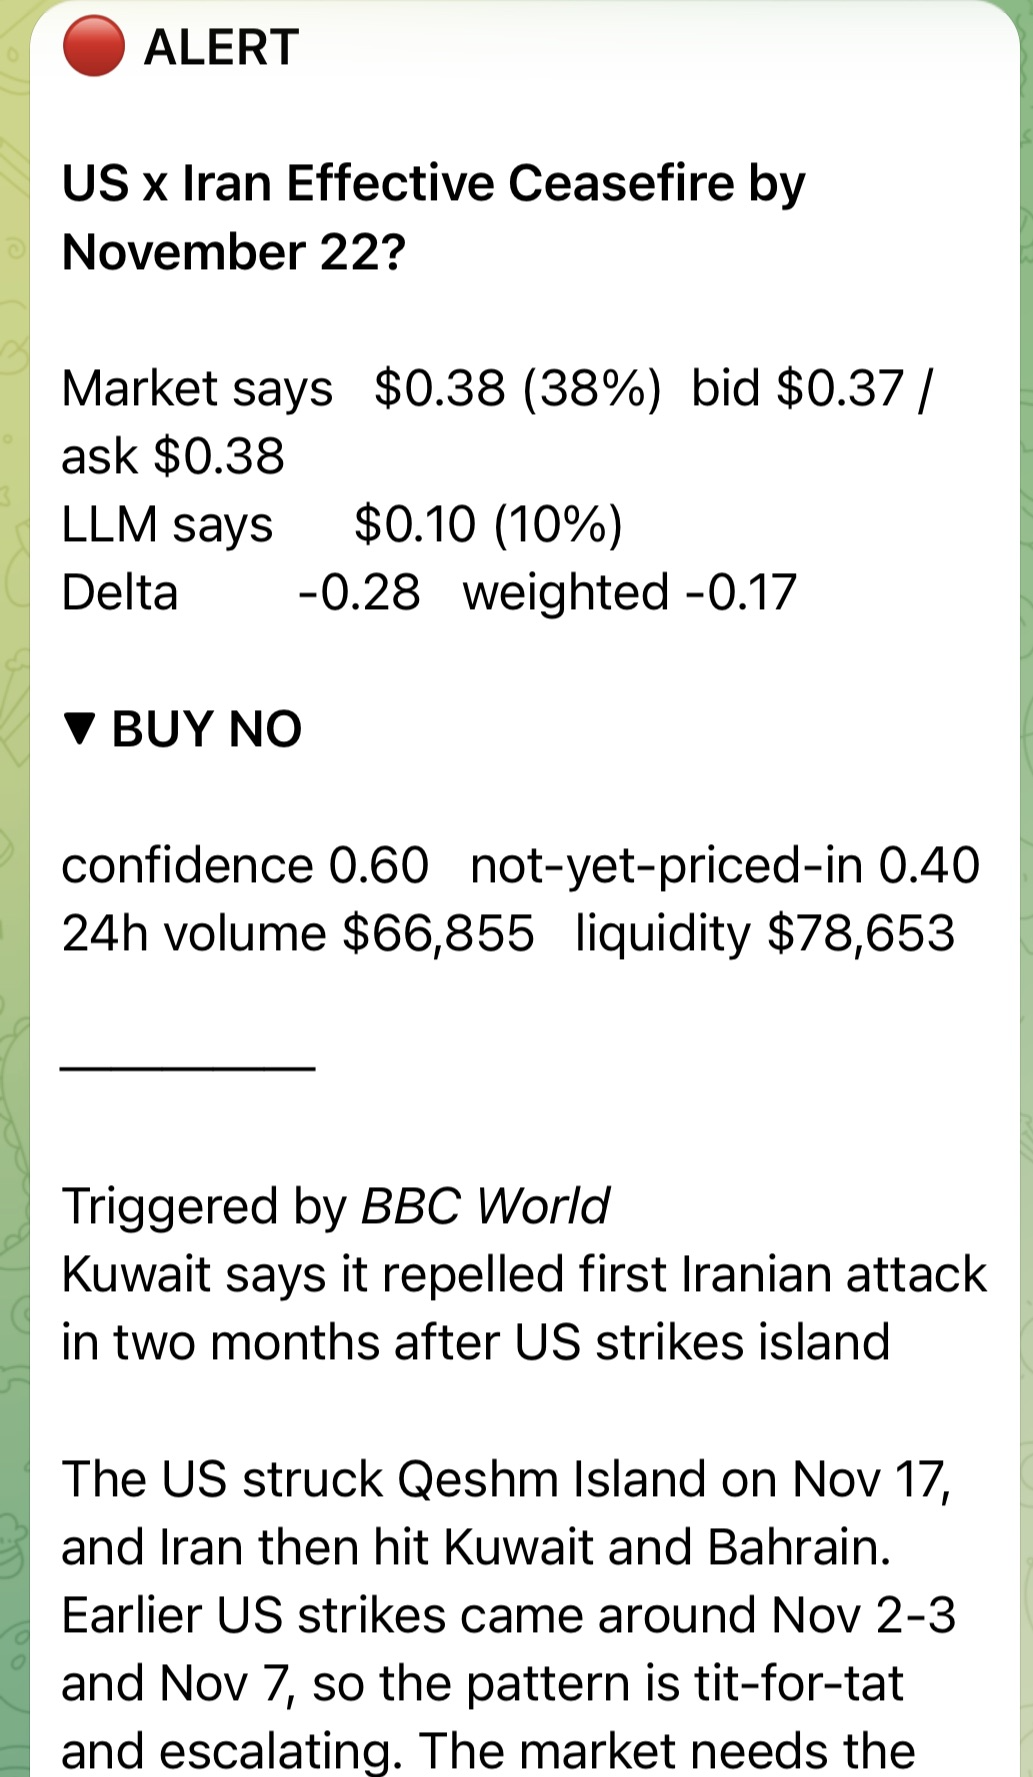 🔴 ALERT
US x Iran Effective Ceasefire by
November 22?
Market says $0.38 (38%) bid $0.37 /
ask $0.38
LLM says $0.10 (10%)
Delta -0.28 weighted -0.17
▼ BUY NO
confidence 0.60 not-yet-priced-in 0.40
24h volume $66,855 liquidity $78,653
Triggered by BBC World
Kuwait says it repelled first Iranian attack
in two months after US strikes island
The US struck Qeshm Island on Nov 17,
and Iran then hit Kuwait and Bahrain.
Earlier US strikes came around Nov 2-3
and Nov 7, so the pattern is tit-for-tat
and escalating. The market needs the